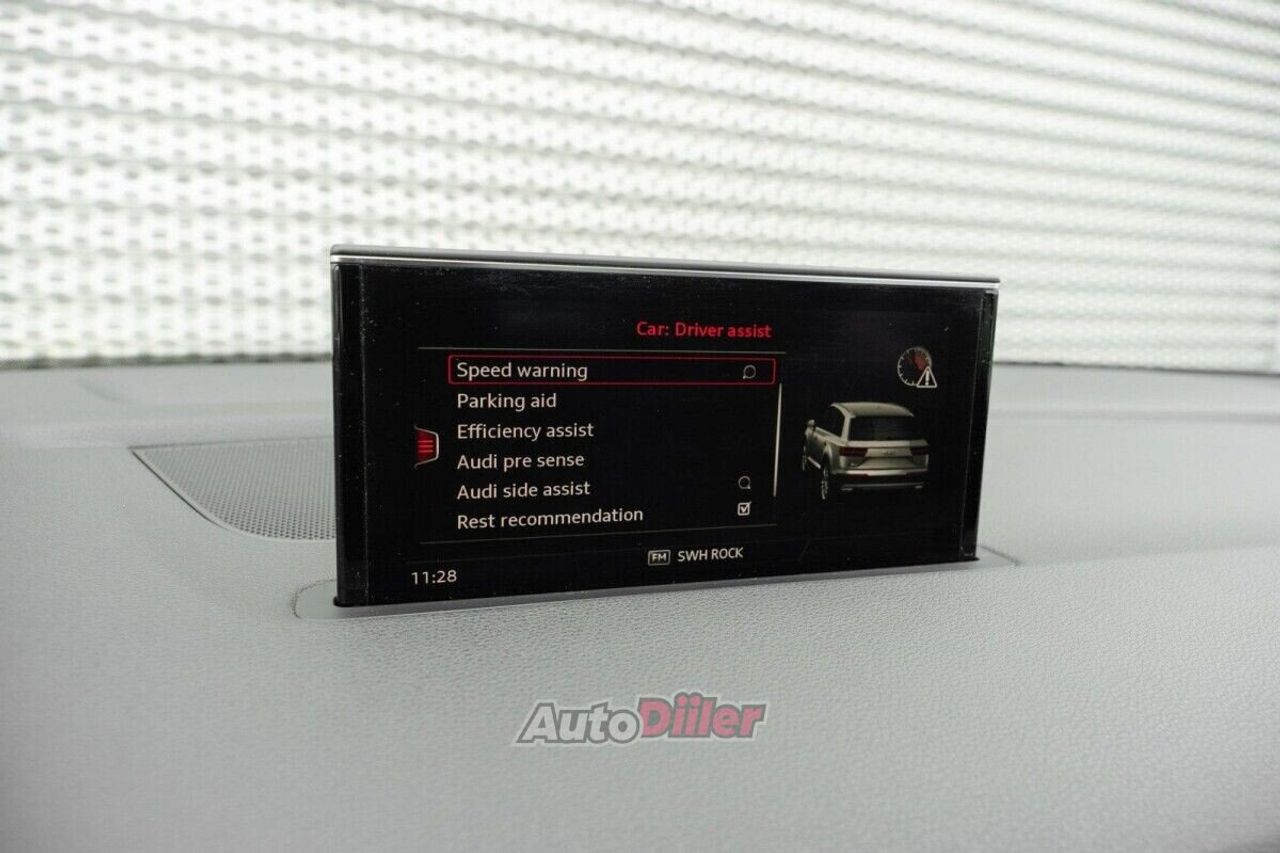 Car: Driver assist
Speed warning
Parking aid
Efficiency assist
Audi pre sense
Audi side assist
Rest recommendation
FM SWH ROCK
11:28
AutoDiiler